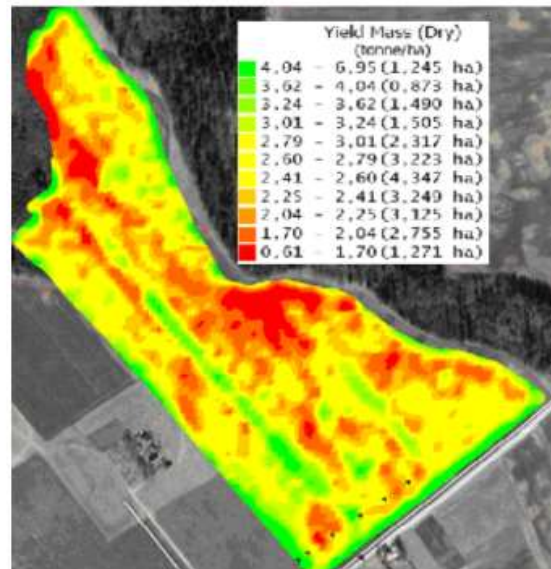 Yield Mass (Dry)
(tonne/ha)
4.04 - 6.95 (1.245 ha)
3.62 - 4.04 (0.873 ha)
3.24 - 3.62 (1.490 ha)
3.01 - 3.24 (1.505 ha)
2.79 - 3.01 (2.317 ha)
2.60 - 2.79 (3.223 ha)
2.41 - 2.60 (4.347 ha)
2.25 - 2.41 (3.249 ha)
2.04 - 2.25 (3.125 ha)
1.70 - 2.04 (2.755 ha)
0.61 - 1.70 (1.271 ha)